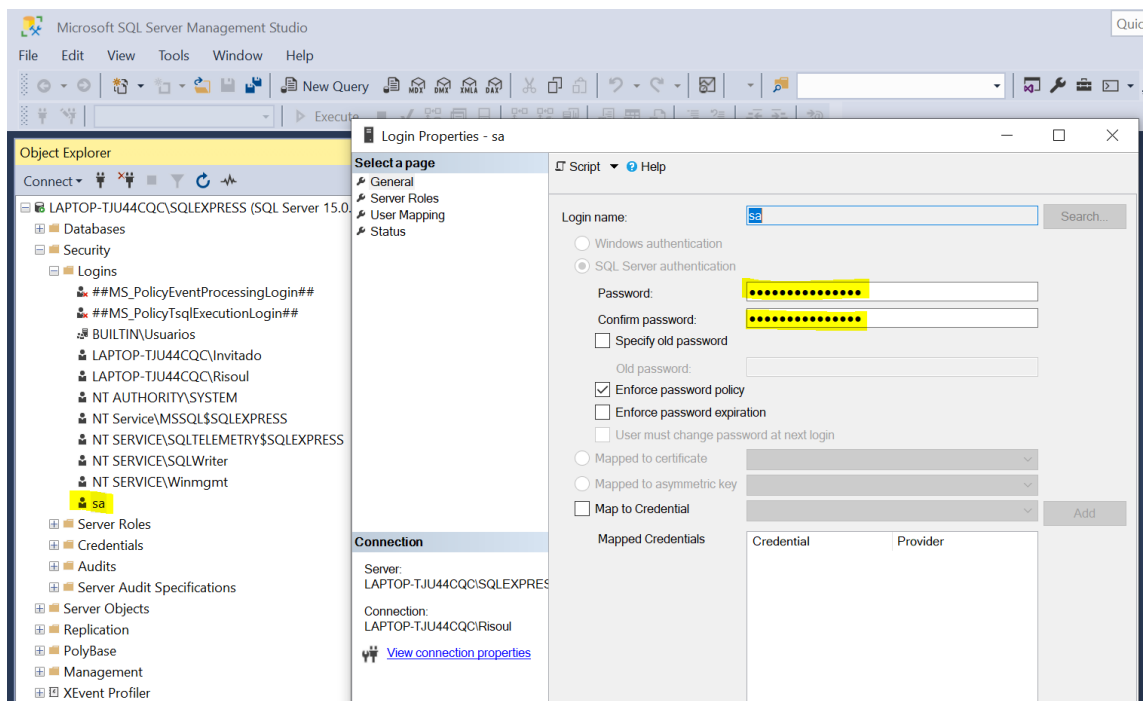 Microsoft SQL Server Management Studio
Quic
File Edit View Tools Window Help
New Query MDX DMX XMLA DAX
Execute
Object Explorer
Connect
LAPTOP-TJU44CQC\SQLEXPRESS (SQL Server 15.0.
Databases
Security
Logins
##MS_PolicyEventProcessingLogin##
##MS_PolicyTsqlExecutionLogin##
BUILTIN\Usuarios
LAPTOP-TJU44CQC\Invitado
LAPTOP-TJU44CQC\Risoul
NT AUTHORITY\SYSTEM
NT Service\MSSQL$SQLEXPRESS
NT SERVICE\SQLTELEMETRY$SQLEXPRESS
NT SERVICE\SQLWriter
NT SERVICE\Winmgmt
sa
Server Roles
Credentials
Audits
Server Audit Specifications
Server Objects
Replication
PolyBase
Management
XEvent Profiler
Login Properties - sa
Select a page
General
Server Roles
User Mapping
Status
Connection
Server:
LAPTOP-TJU44CQC\SQLEXPRES
Connection:
LAPTOP-TJU44CQC\Risoul
View connection properties
Script Help
Login name: sa Search...
Windows authentication
SQL Server authentication
Password: ●●●●●●●●●●●●●●●
Confirm password: ●●●●●●●●●●●●●●●
Specify old password
Old password:
Enforce password policy
Enforce password expiration
User must change password at next login
Mapped to certificate
Mapped to asymmetric key
Map to Credential Add
Mapped Credentials Credential Provider